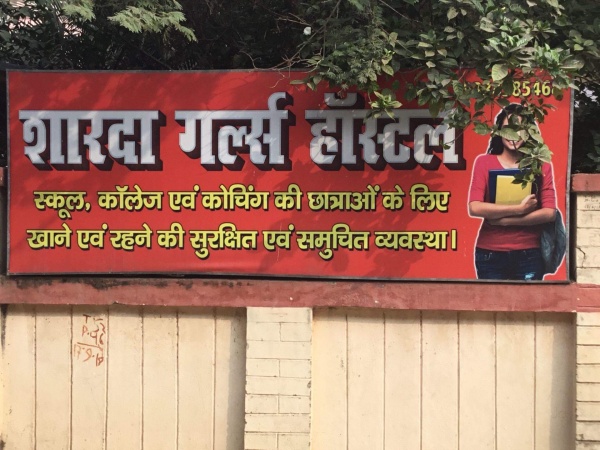 8546
शारदा गर्ल्स हॉस्टल
स्कूल, कॉलेज एवं कोचिंग की छात्राओं के लिए
खाने एवं रहने की सुरक्षित एवं समुचित व्यवस्था।